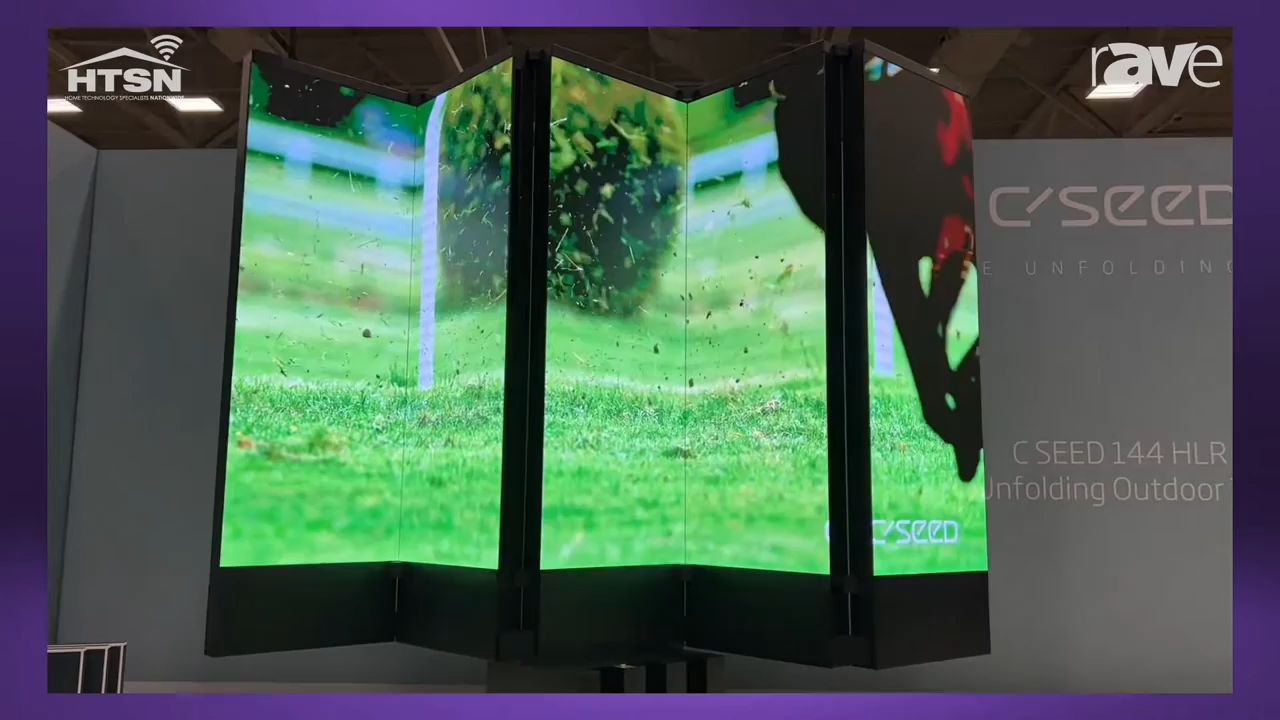 HTSN
HOME TECHNOLOGY SPECIALISTS NATIONWIDE
rave
C SEED
E UNFOLDING
C SEED 144 HLR
Unfolding Outdoor
C SEED